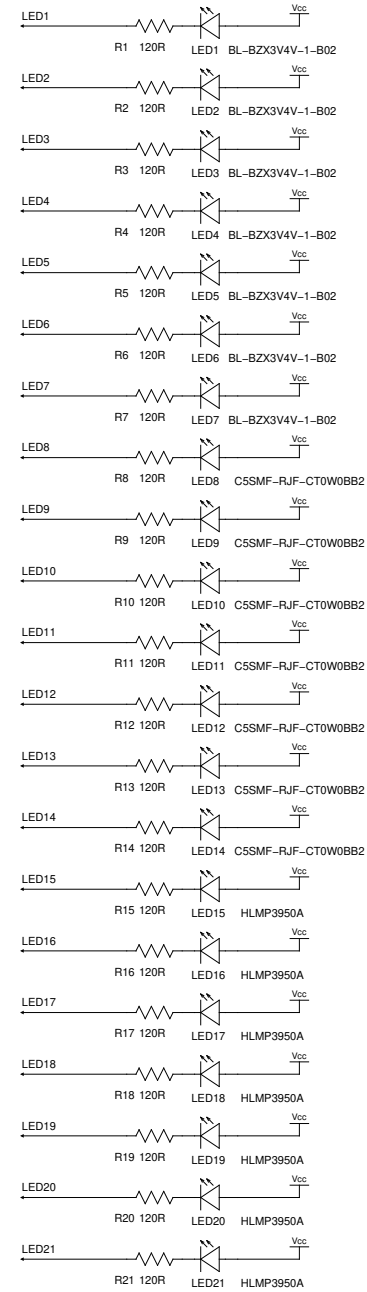 Vcc
LED1
R1 120R LED1 BL-BZX3V4V-1-B02
Vcc
LED2
R2 120R LED2 BL-BZX3V4V-1-B02
Vcc
LED3
R3 120R LED3 BL-BZX3V4V-1-B02
Vcc
LED4
R4 120R LED4 BL-BZX3V4V-1-B02
Vcc
LED5
R5 120R LED5 BL-BZX3V4V-1-B02
Vcc
LED6
R6 120R LED6 BL-BZX3V4V-1-B02
Vcc
LED7
R7 120R LED7 BL-BZX3V4V-1-B02
Vcc
LED8
R8 120R LED8 C5SMF-RJF-CT0W0BB2
Vcc
LED9
R9 120R LED9 C5SMF-RJF-CT0W0BB2
Vcc
LED10
R10 120R LED10 C5SMF-RJF-CT0W0BB2
Vcc
LED11
R11 120R LED11 C5SMF-RJF-CT0W0BB2
Vcc
LED12
R12 120R LED12 C5SMF-RJF-CT0W0BB2
Vcc
LED13
R13 120R LED13 C5SMF-RJF-CT0W0BB2
Vcc
LED14
R14 120R LED14 C5SMF-RJF-CT0W0BB2
Vcc
LED15
R15 120R LED15 HLMP3950A
Vcc
LED16
R16 120R LED16 HLMP3950A
Vcc
LED17
R17 120R LED17 HLMP3950A
Vcc
LED18
R18 120R LED18 HLMP3950A
Vcc
LED19
R19 120R LED19 HLMP3950A
Vcc
LED20
R20 120R LED20 HLMP3950A
Vcc
LED21
R21 120R LED21 HLMP3950A